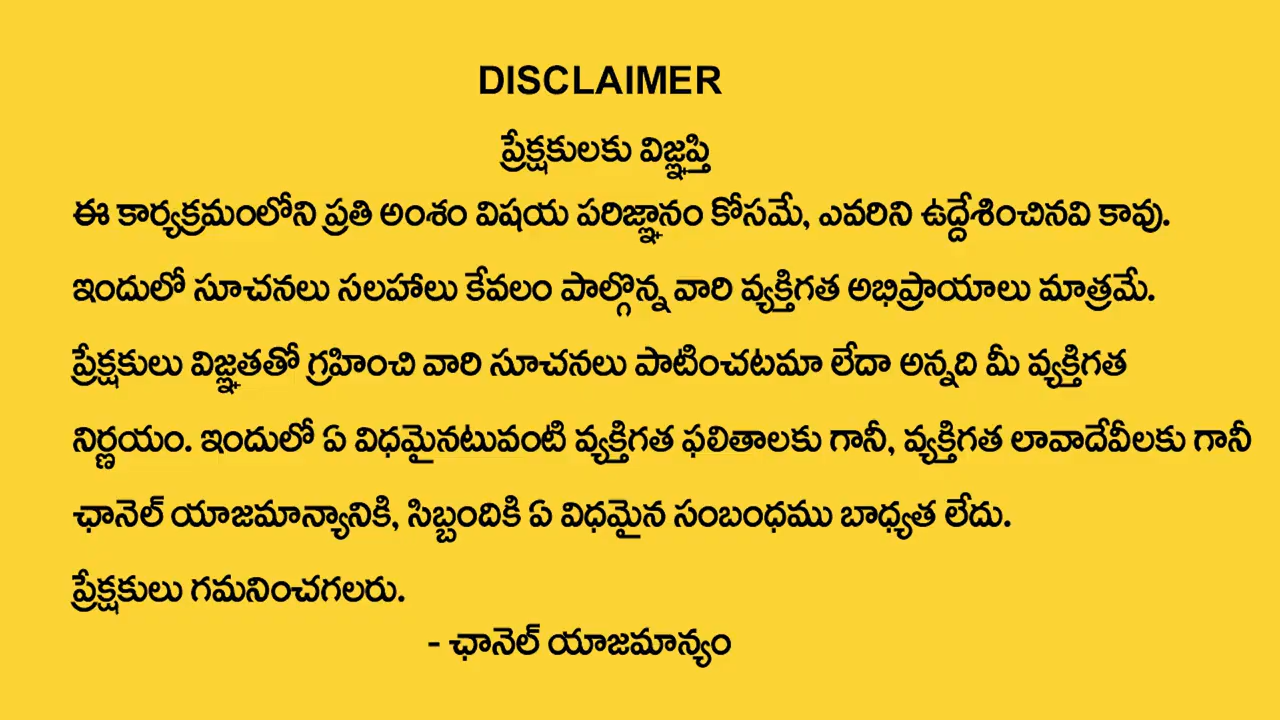 DISCLAIMER
ప్రేక్షకులకు విజ్ఞప్తి
ఈ కార్యక్రమంలోని ప్రతి అంశం విషయ పరిజ్ఞానం కోసమే, ఎవరిని ఉద్దేశించినవి కావు.
ఇందులో సూచనలు సలహాలు కేవలం పాల్గొన్న వారి వ్యక్తిగత అభిప్రాయాలు మాత్రమే.
ప్రేక్షకులు విజ్ఞతతో గ్రహించి వారి సూచనలు పాటించటమా లేదా అన్నది మీ వ్యక్తిగత
నిర్ణయం. ఇందులో ఏ విధమైనటువంటి వ్యక్తిగత ఫలితాలకు గానీ, వ్యక్తిగత లావాదేవీలకు గానీ
ఛానెల్ యాజమాన్యానికి, సిబ్బందికి ఏ విధమైన సంబంధము బాధ్యత లేదు.
ప్రేక్షకులు గమనించగలరు.
- ఛానెల్ యాజమాన్యం